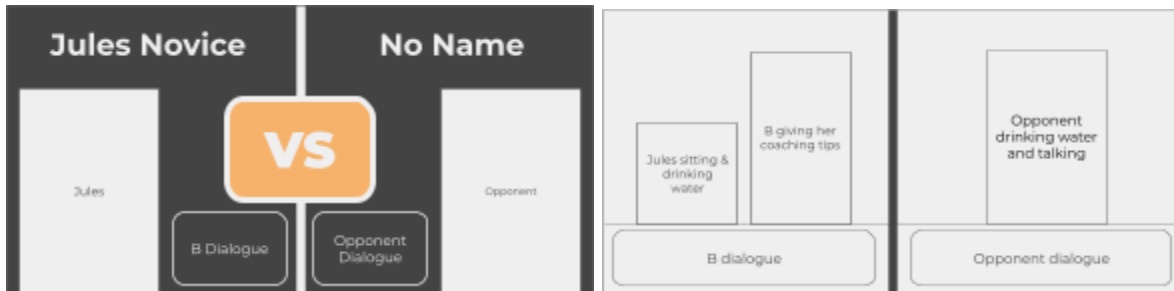 Jules Novice
No Name
VS
Jules
Opponent
B Dialogue
Opponent
Dialogue
Jules sitting &
drinking
water
B giving her
coaching tips
Opponent
drinking water
and talking
B dialogue
Opponent dialogue